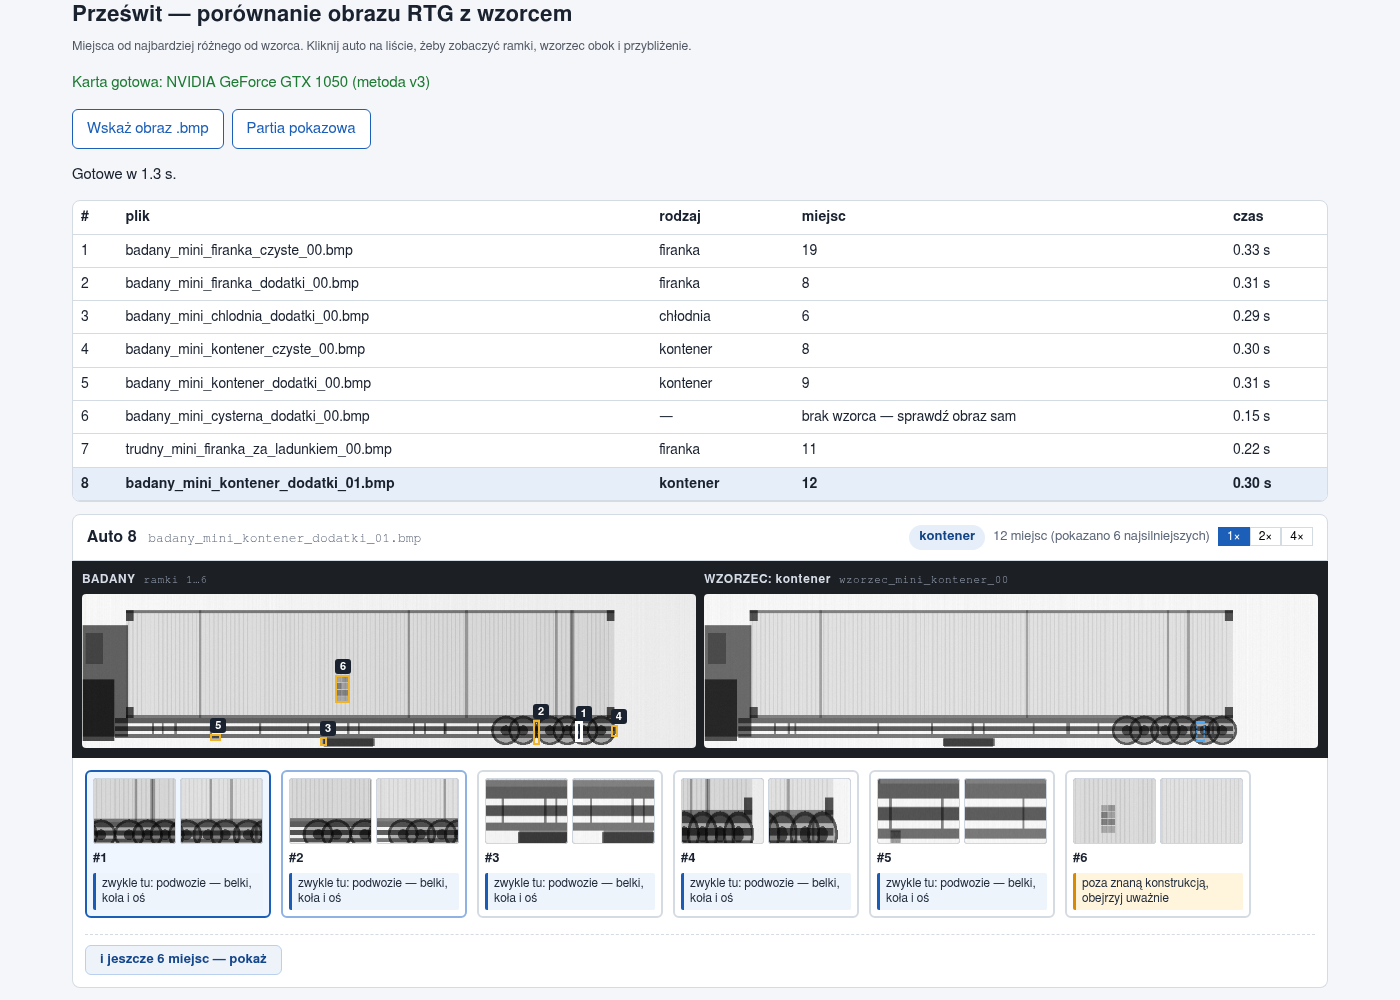 Prześwit — porównanie obrazu RTG z wzorcem
Miejsca od najbardziej różnego od wzorca. Kliknij auto na liście, żeby zobaczyć ramki, wzorzec obok i przybliżenie.
Karta gotowa: NVIDIA GeForce GTX 1050 (metoda v3)
Wskaż obraz .bmp Partia pokazowa
Gotowe w 1.3 s.
# plik rodzaj miejsc czas
1 badany_mini_firanka_czyste_00.bmp firanka 19 0.33 s
2 badany_mini_firanka_dodatki_00.bmp firanka 8 0.31 s
3 badany_mini_chlodnia_dodatki_00.bmp chłodnia 6 0.29 s
4 badany_mini_kontener_czyste_00.bmp kontener 8 0.30 s
5 badany_mini_kontener_dodatki_00.bmp kontener 9 0.31 s
6 badany_mini_cysterna_dodatki_00.bmp — brak wzorca — sprawdź obraz sam 0.15 s
7 trudny_mini_firanka_za_ladunkiem_00.bmp firanka 11 0.22 s
8 badany_mini_kontener_dodatki_01.bmp kontener 12 0.30 s
Auto 8 badany_mini_kontener_dodatki_01.bmp kontener 12 miejsc (pokazano 6 najsilniejszych) 1× 2× 4×
BADANY ramki 1…6 WZORZEC: kontener wzorzec_mini_kontener_00
6
5 3 2 1 4
#1 #2 #3 #4 #5 #6
zwykle tu: podwozie — belki, zwykle tu: podwozie — belki, zwykle tu: podwozie — belki, zwykle tu: podwozie — belki, zwykle tu: podwozie — belki, poza znaną konstrukcją,
koła i oś koła i oś koła i oś koła i oś koła i oś obejrzyj uważnie
i jeszcze 6 miejsc — pokaż